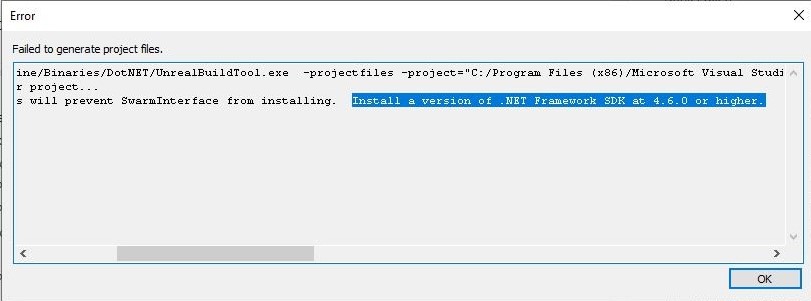 Error
Failed to generate project files.
ine/Binaries/DotNET/UnrealBuildTool.exe -projectfiles -project="C:/Program Files (x86)/Microsoft Visual Studi
r project...
s will prevent SwarmInterface from installing. Install a version of .NET Framework SDK at 4.6.0 or higher.
OK